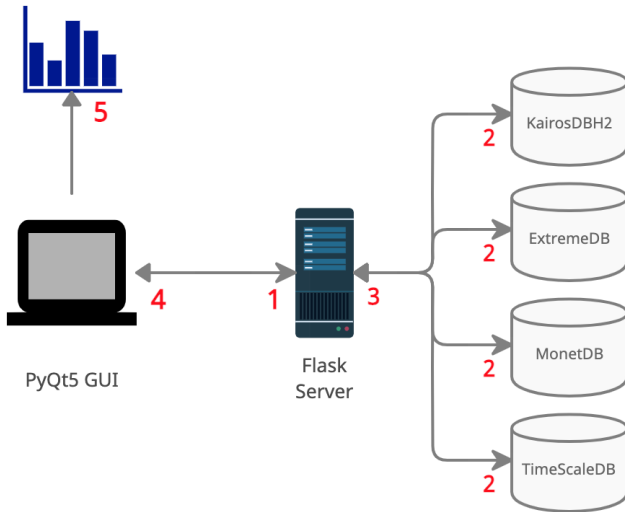 5
KairosDBH2
2
ExtremeDB
2
4
1
3
MonetDB
2
PyQt5 GUI
Flask
Server
TimeScaleDB
2